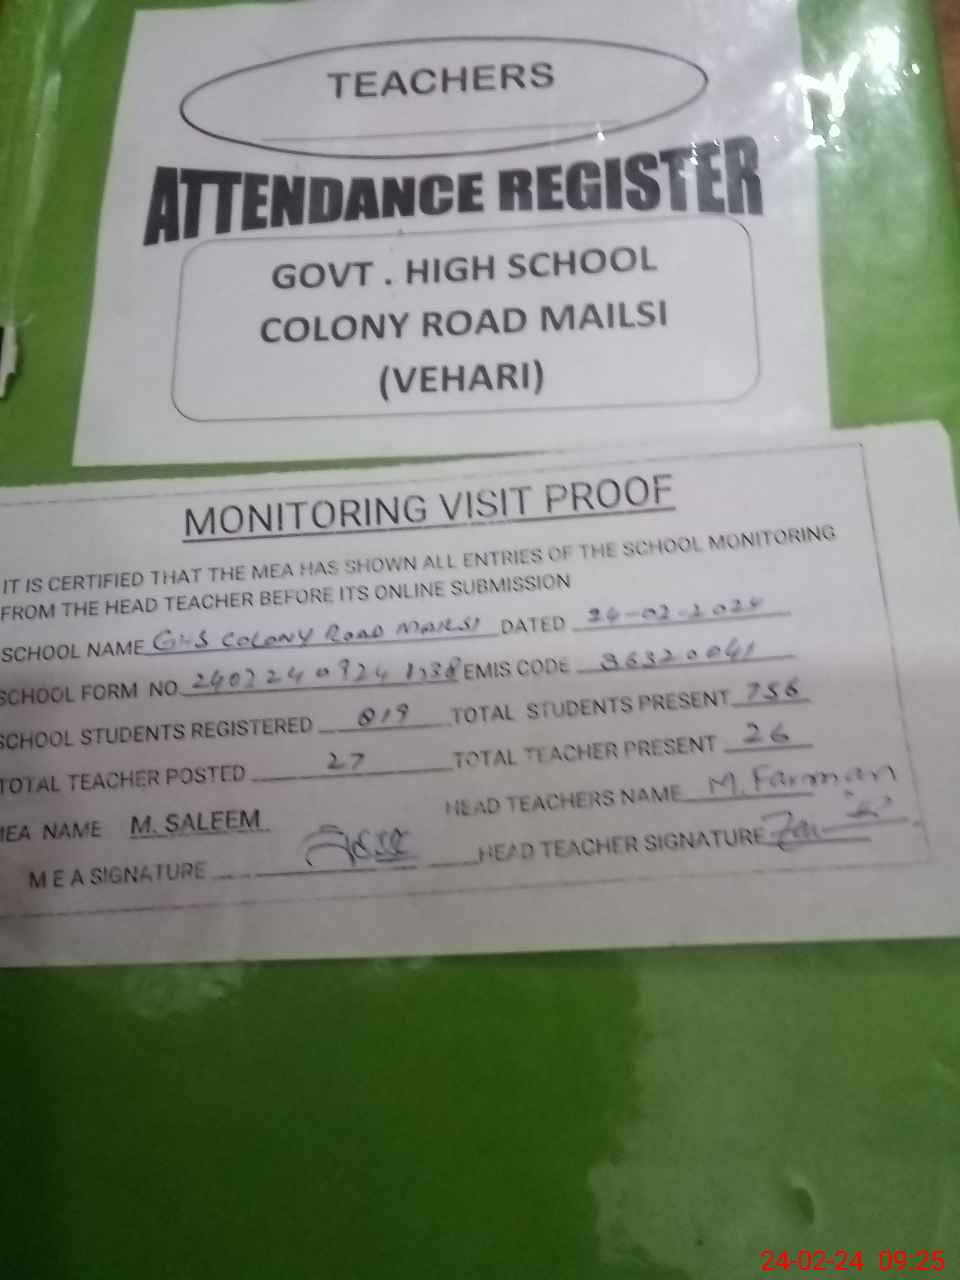 TEACHERS
ATTENDANCE REGISTER
GOVT . HIGH SCHOOL
COLONY ROAD MAILSI
(VEHARI)
MONITORING VISIT PROOF
IT IS CERTIFIED THAT THE MEA HAS SHOWN ALL ENTRIES OF THE SCHOOL MONITORING
FROM THE HEAD TEACHER BEFORE ITS ONLINE SUBMISSION
SCHOOL NAME GHS COLONY ROAD MAILSI DATED 24-02-2024
SCHOOL FORM NO. EMIS CODE 36320041
SCHOOL STUDENTS REGISTERED 819 TOTAL STUDENTS PRESENT 756
TOTAL TEACHER POSTED 27 TOTAL TEACHER PRESENT 26
MEA NAME M. SALEEM HEAD TEACHERS NAME M. Farman
M E A SIGNATURE HEAD TEACHER SIGNATURE
24-02-24 09:25